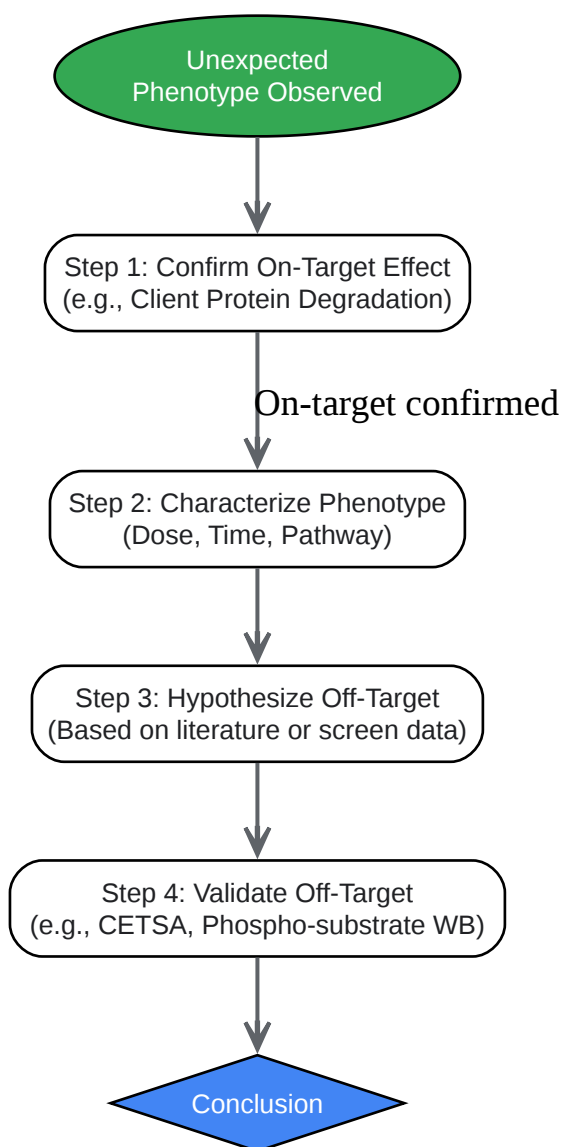 Unexpected
Phenotype Observed
Step 1: Confirm On-Target Effect
(e.g., Client Protein Degradation)
On-target confirmed
Step 2: Characterize Phenotype
(Dose, Time, Pathway)
Step 3: Hypothesize Off-Target
(Based on literature or screen data)
Step 4: Validate Off-Target
(e.g., CETSA, Phospho-substrate WB)
Conclusion